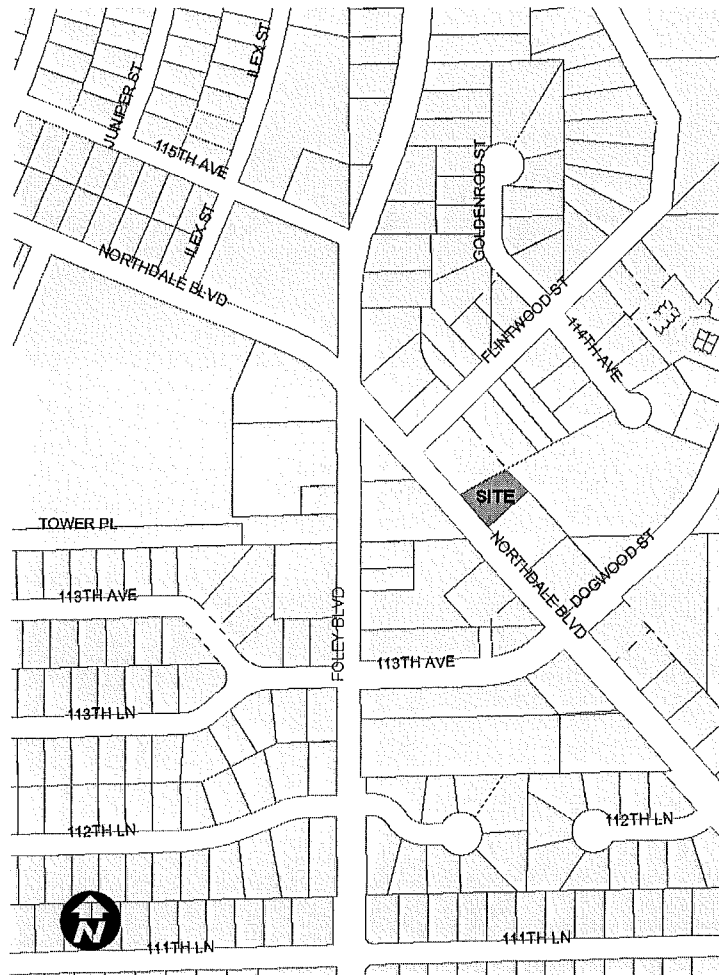 JUNIPER ST
ILEX ST
115TH AVE
ILEX ST
GOLDENROD ST
NORTHDALE BLVD
FLINTWOOD ST
114TH AVE
SITE
TOWER PL
NORTHDALE BLVD
DOGWOOD ST
113TH AVE
FOLEY BLVD
113TH AVE
113TH LN
112TH LN
112TH LN
N
111TH LN
111TH LN